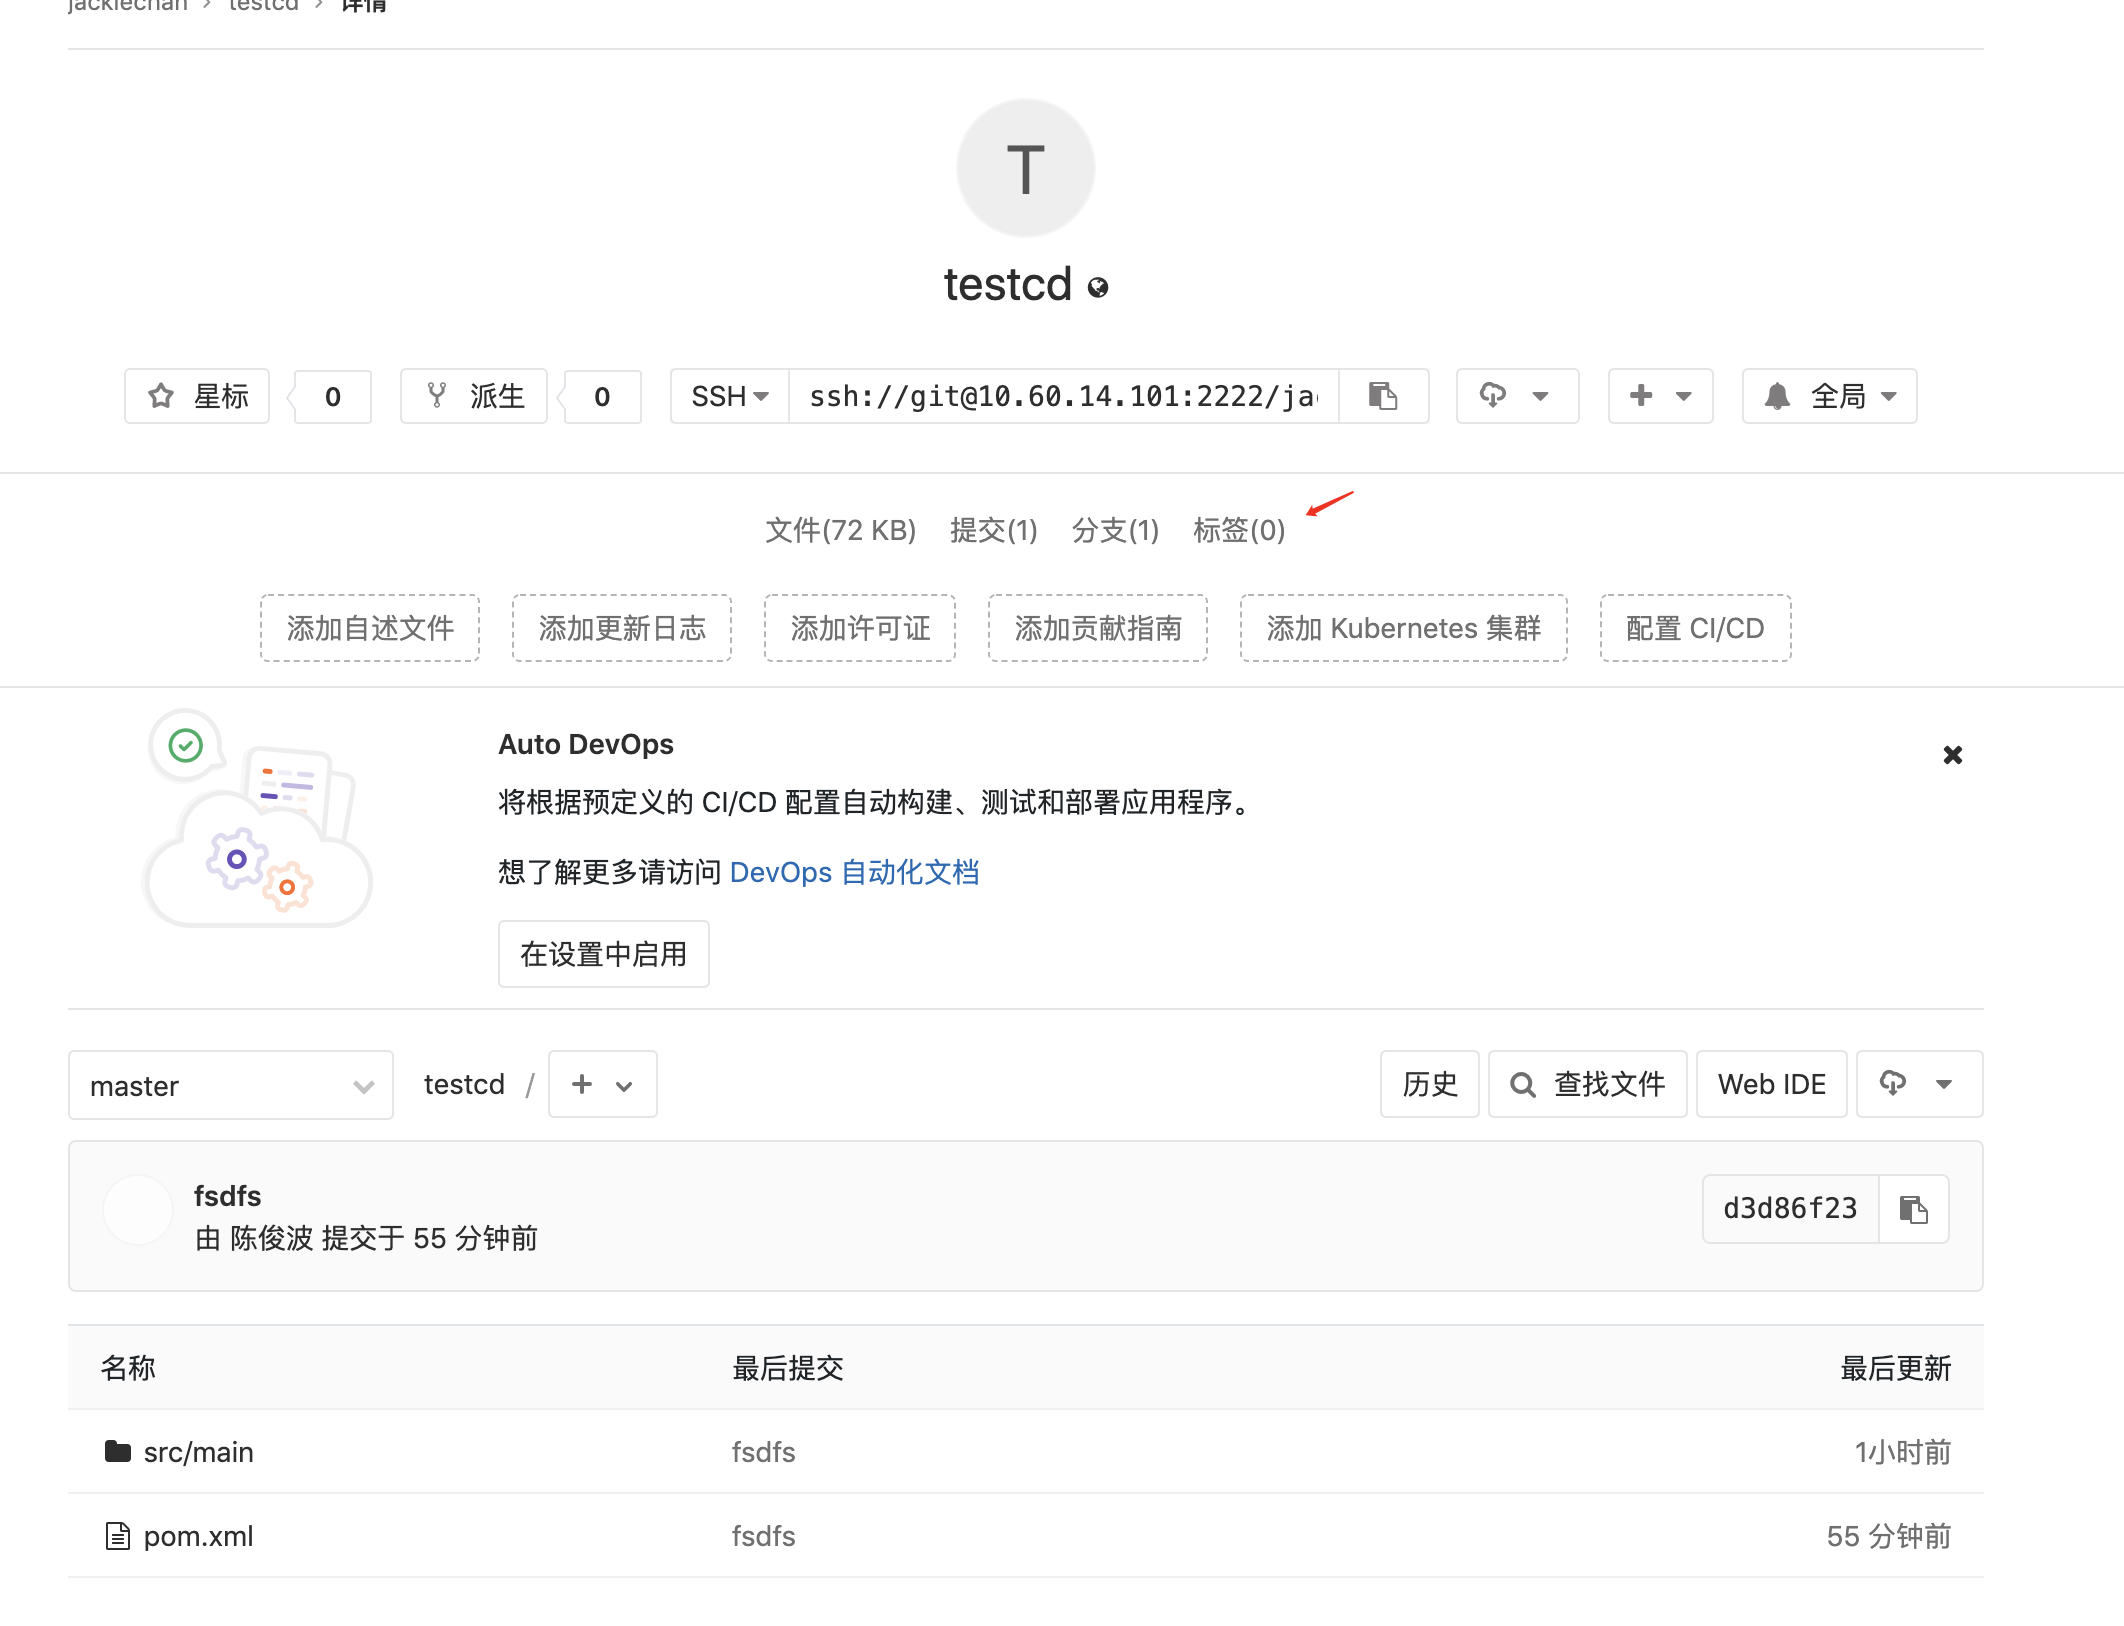 jackiechan > testcd > 详情
T
testcd
星标 0 派生 0 SSH ssh://git@10.60.14.101:2222/ja 全局
文件(72 KB) 提交(1) 分支(1) 标签(0)
添加自述文件 添加更新日志 添加许可证 添加贡献指南 添加 Kubernetes 集群 配置 CI/CD
Auto DevOps
将根据预定义的 CI/CD 配置自动构建、测试和部署应用程序。
想了解更多请访问 DevOps 自动化文档
在设置中启用
master testcd / 历史 查找文件 Web IDE
fsdfs
d3d86f23
由 陈俊波 提交于 55 分钟前
名称 最后提交 最后更新
src/main fsdfs 1小时前
pom.xml fsdfs 55 分钟前